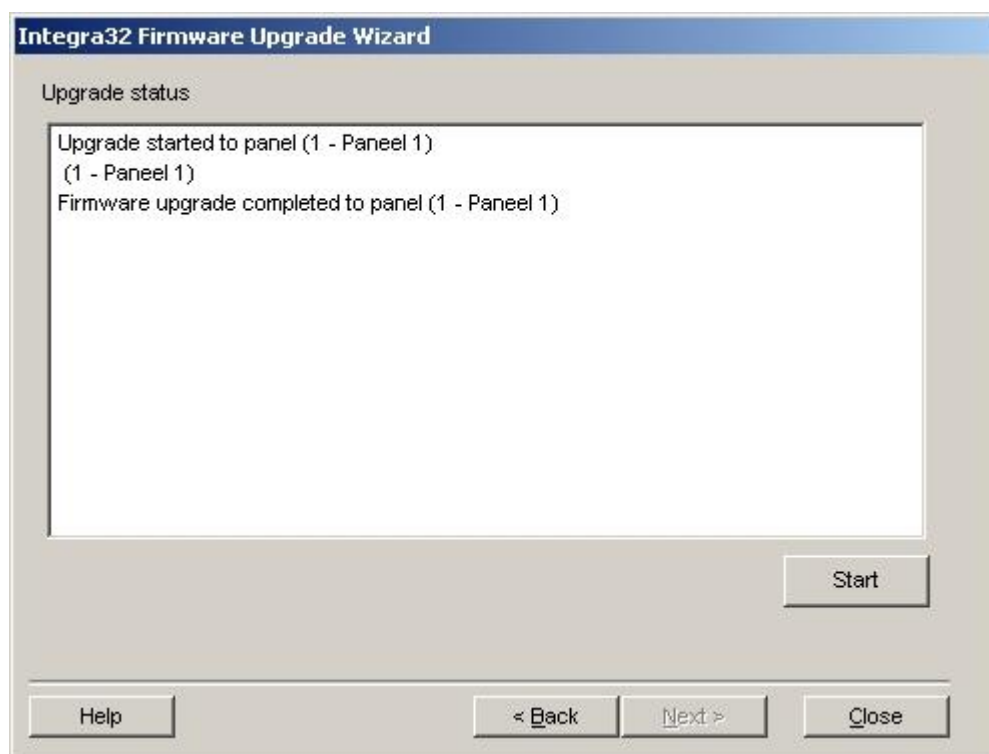 Integra32 Firmware Upgrade Wizard
Upgrade status
Upgrade started to panel (1 - Paneel 1)
(1 - Paneel 1)
Firmware upgrade completed to panel (1 - Paneel 1)
Start
Help
< Back
Next >
Close